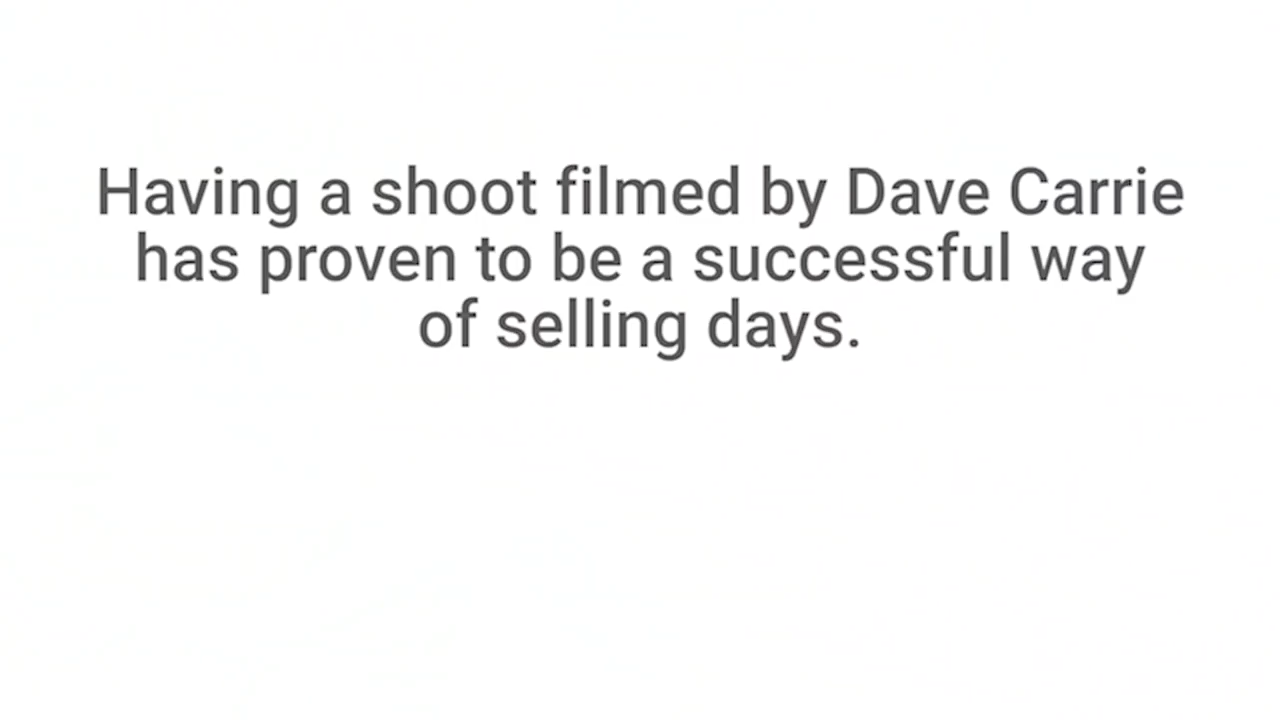 Having a shoot filmed by Dave Carrie
has proven to be a successful way
of selling days.